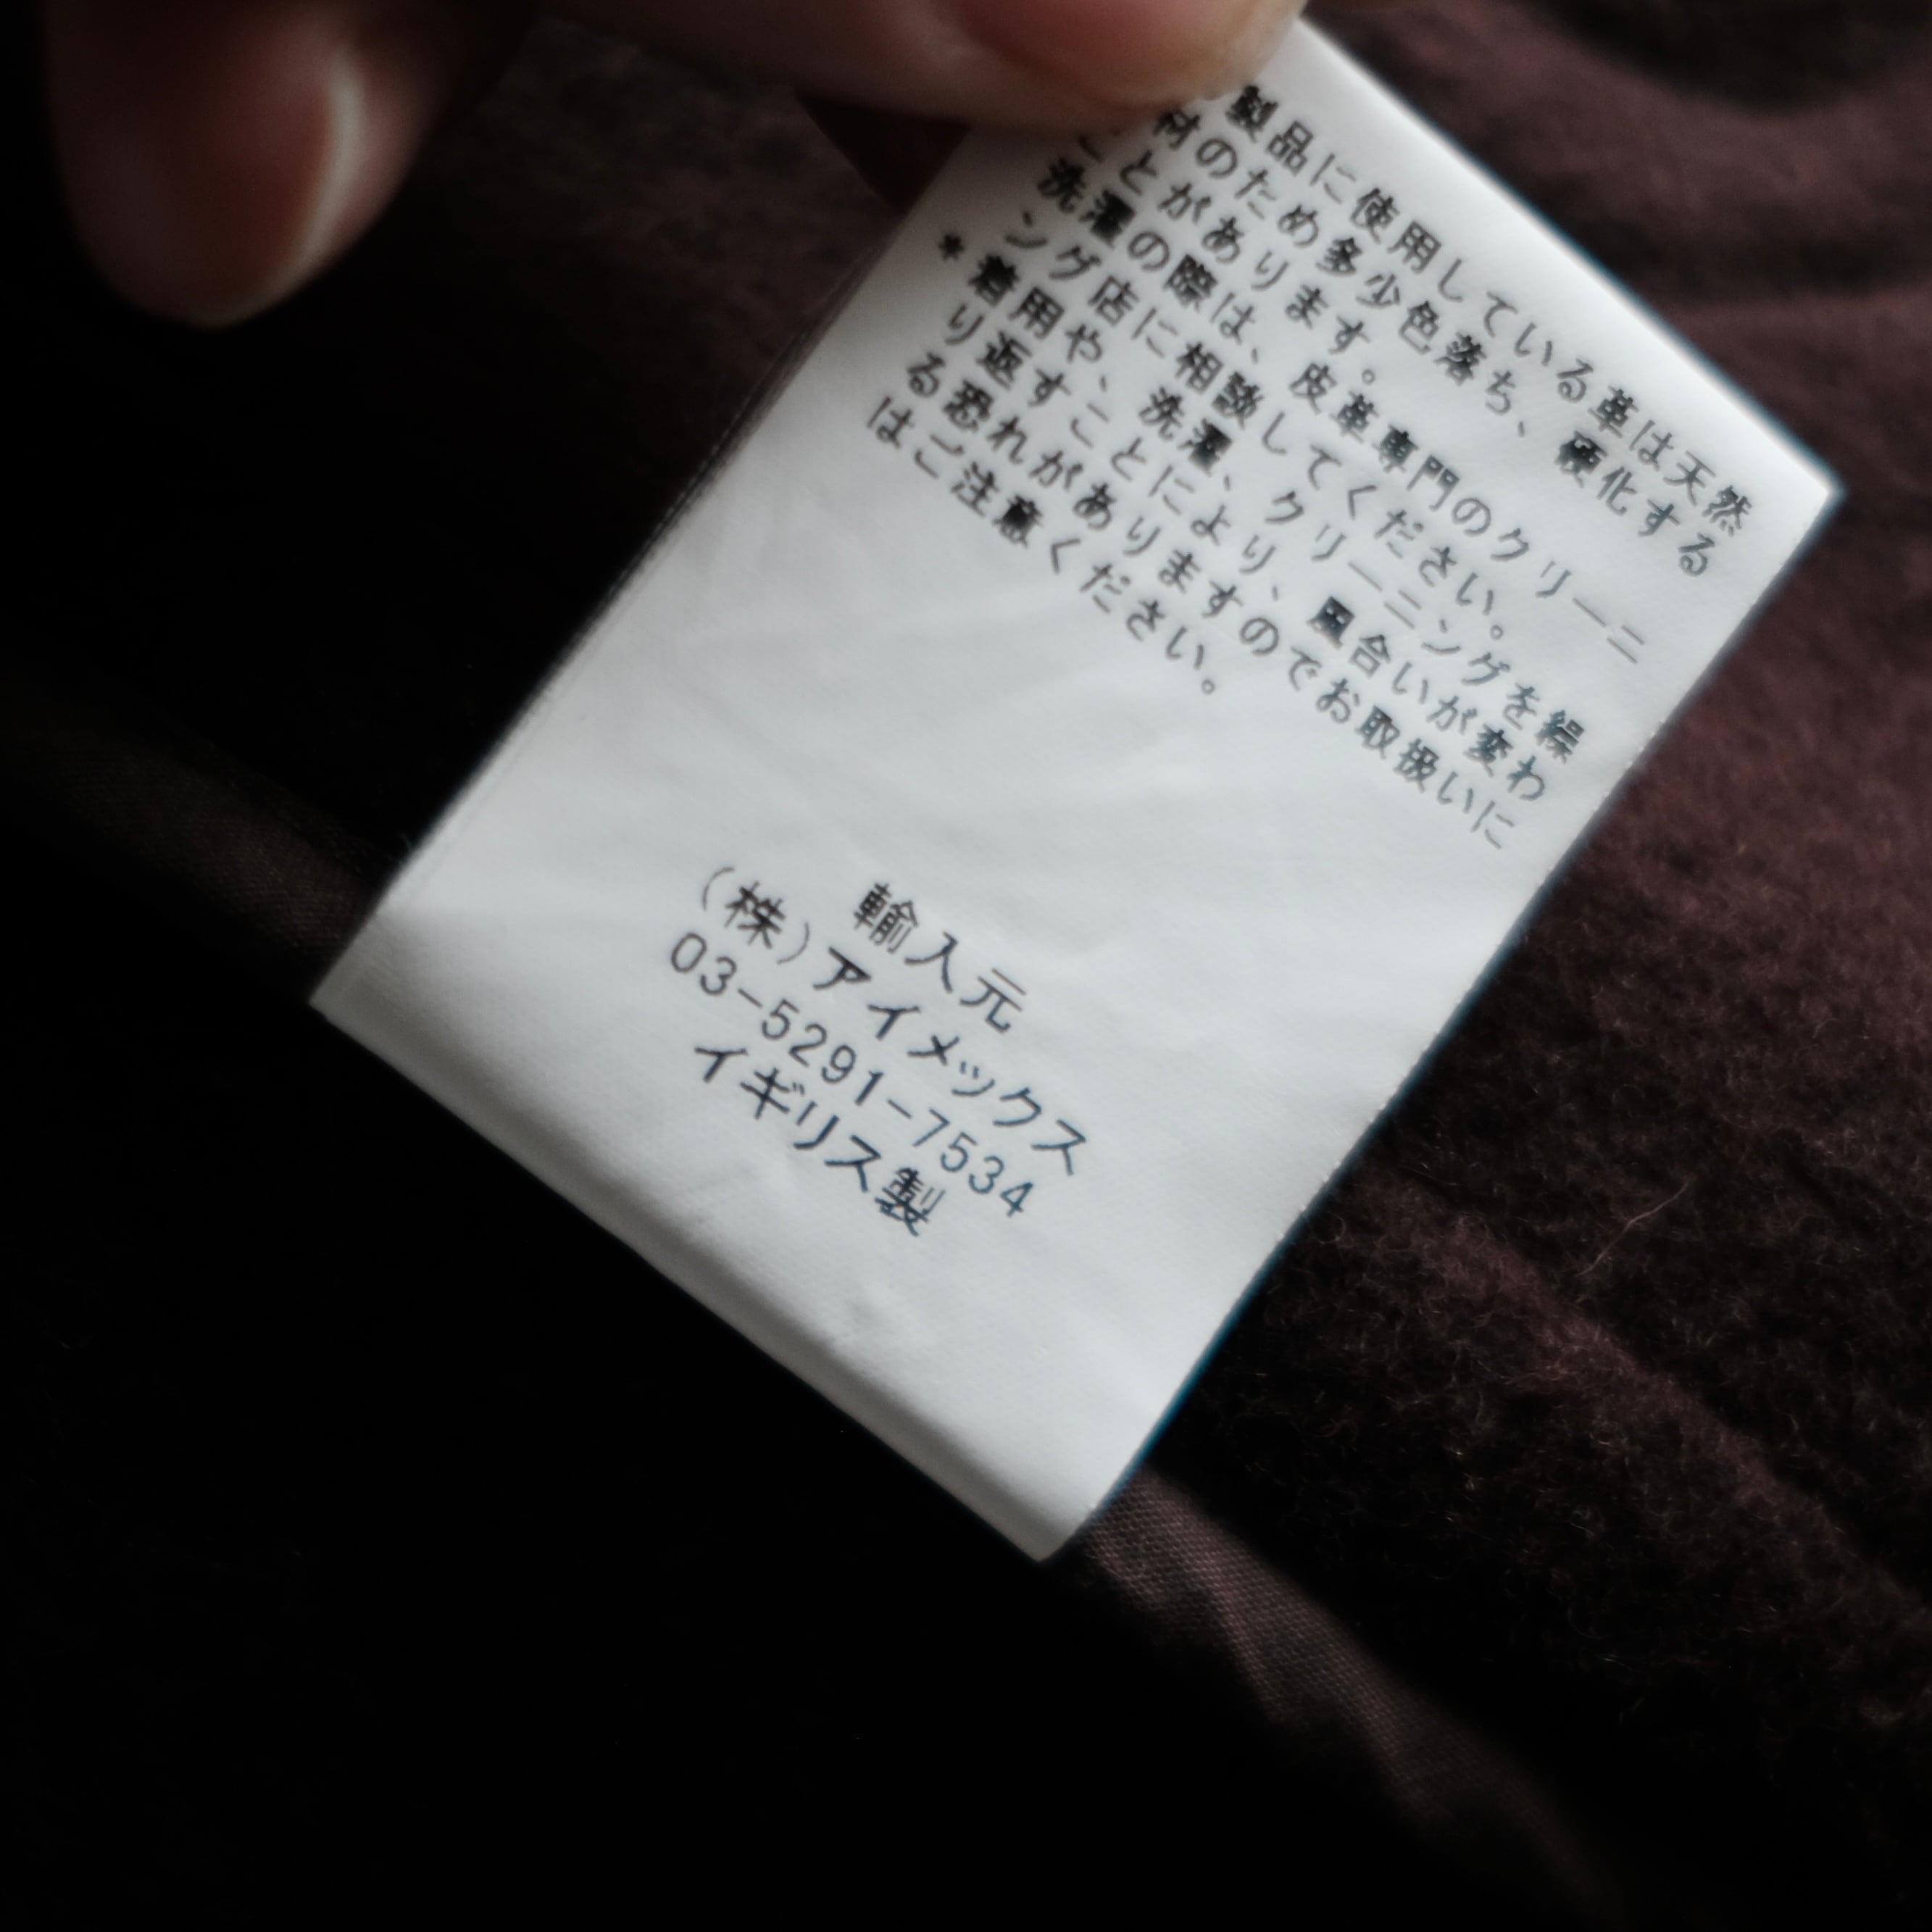 製品に使用している革は天然
材のため多少色落ち、硬化する
ことがあります。
洗濯の際は、皮革専門のクリーニ
ング店に相談してください。
* 着用や、洗濯、クリーニングを繰
り返すことにより、風合いが変わ
る恐れがありますのでお取扱いに
はご注意ください。
輸入元
(株)アイメックス
03-5291-7534
イギリス製